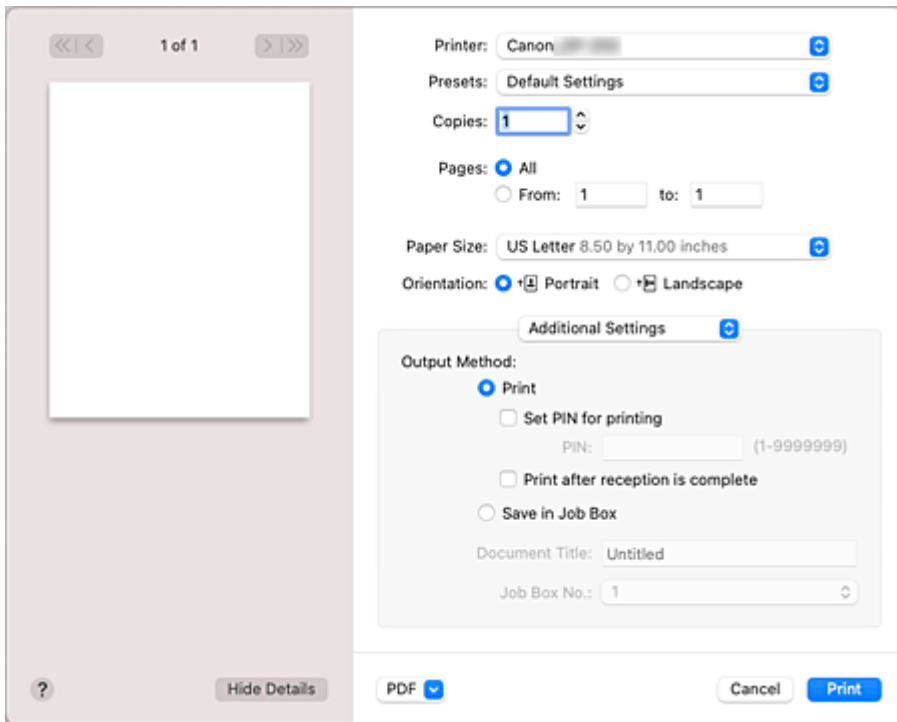 1 of 1
Printer: Canon
Presets: Default Settings
Copies: 1
Pages: All
From: 1 to: 1
Paper Size: US Letter 8.50 by 11.00 inches
Orientation: Portrait Landscape
Additional Settings
Output Method:
Print
Set PIN for printing
PIN: (1-9999999)
Print after reception is complete
Save in Job Box
Document Title: Untitled
Job Box No.: 1
? Hide Details PDF Cancel Print